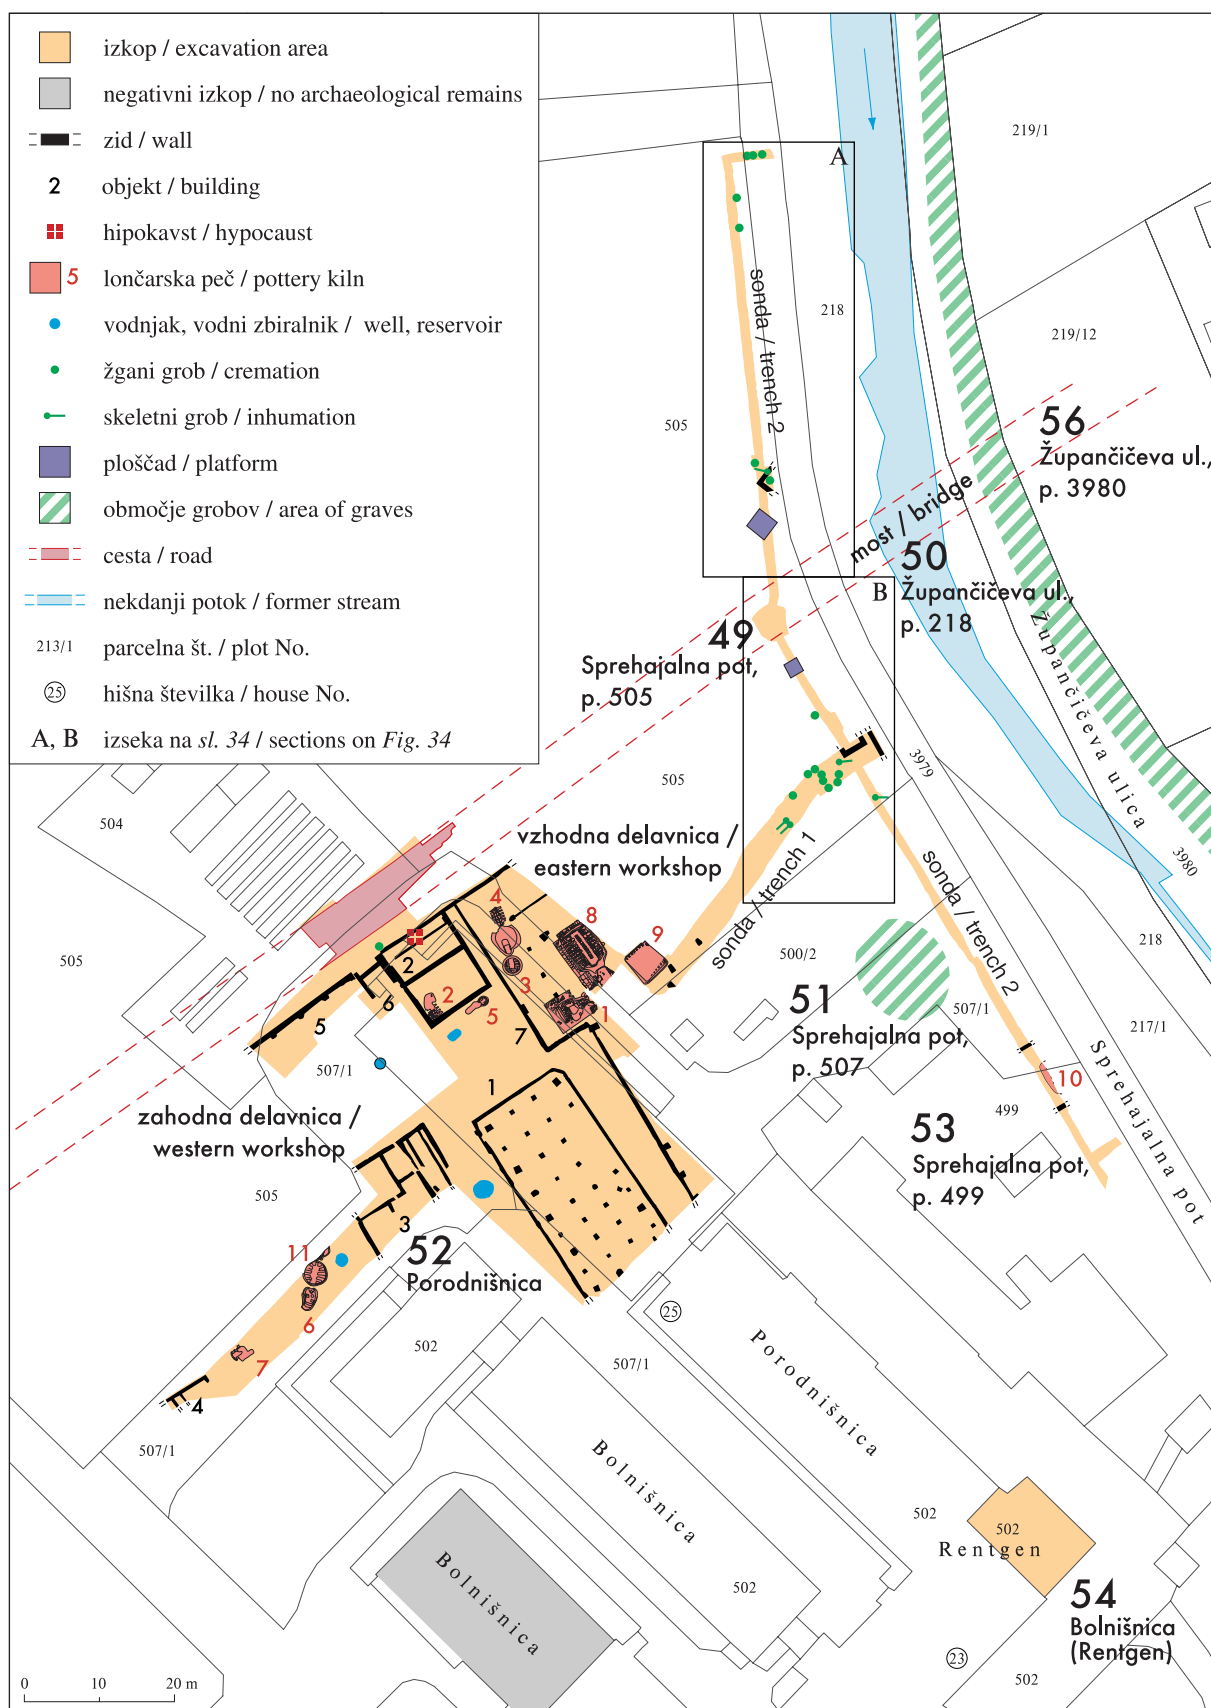 izkop / excavation area
negativni izkop / no archaeological remains
zid / wall
2 objekt / building
hipokavst / hypocaust
5 lončarska peč / pottery kiln
vodnjak, vodni zbiralnik / well, reservoir
žgani grob / cremation
skeletni grob / inhumation
ploščad / platform
območje grobov / area of graves
cesta / road
nekdanji potok / former stream
213/1 parcelna št. / plot No.
25 hišna številka / house No.
A, B izseka na sl. 34 / sections on Fig. 34
A
219/1
sonda / trench 2
218
219/12
505
56
Župančičeva ul.,
p. 3980
most / bridge
50
Župančičeva ul.,
p. 218
B
49
Sprehajalna pot,
p. 505
Župančičeva ulica
3979
505
504
vzhodna delavnica /
eastern workshop
sonda / trench 1
sonda / trench 2
3980
4
8
9
505
2
3
2
5
6
1
7
5
500/2
218
51
Sprehajalna pot,
p. 507
507/1
217/1
507/1
1
10
Sprehajalna pot
zahodna delavnica /
western workshop
499
53
Sprehajalna pot,
p. 499
505
3
52
Porodnišnica
11
6
7
4
25
502
507/1
Porodnišnica
507/1
Bolnišnica
502
502
Rentgen
Bolnišnica
502
54
Bolnišnica
(Rentgen)
23
502
0 10 20 m